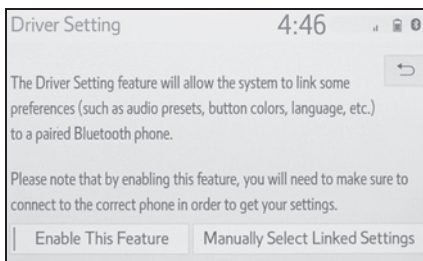 Driver Setting 4:46
The Driver Setting feature will allow the system to link some
preferences (such as audio presets, button colors, language, etc.)
to a paired Bluetooth phone.
Please note that by enabling this feature, you will need to make sure to
connect to the correct phone in order to get your settings.
Enable This Feature Manually Select Linked Settings